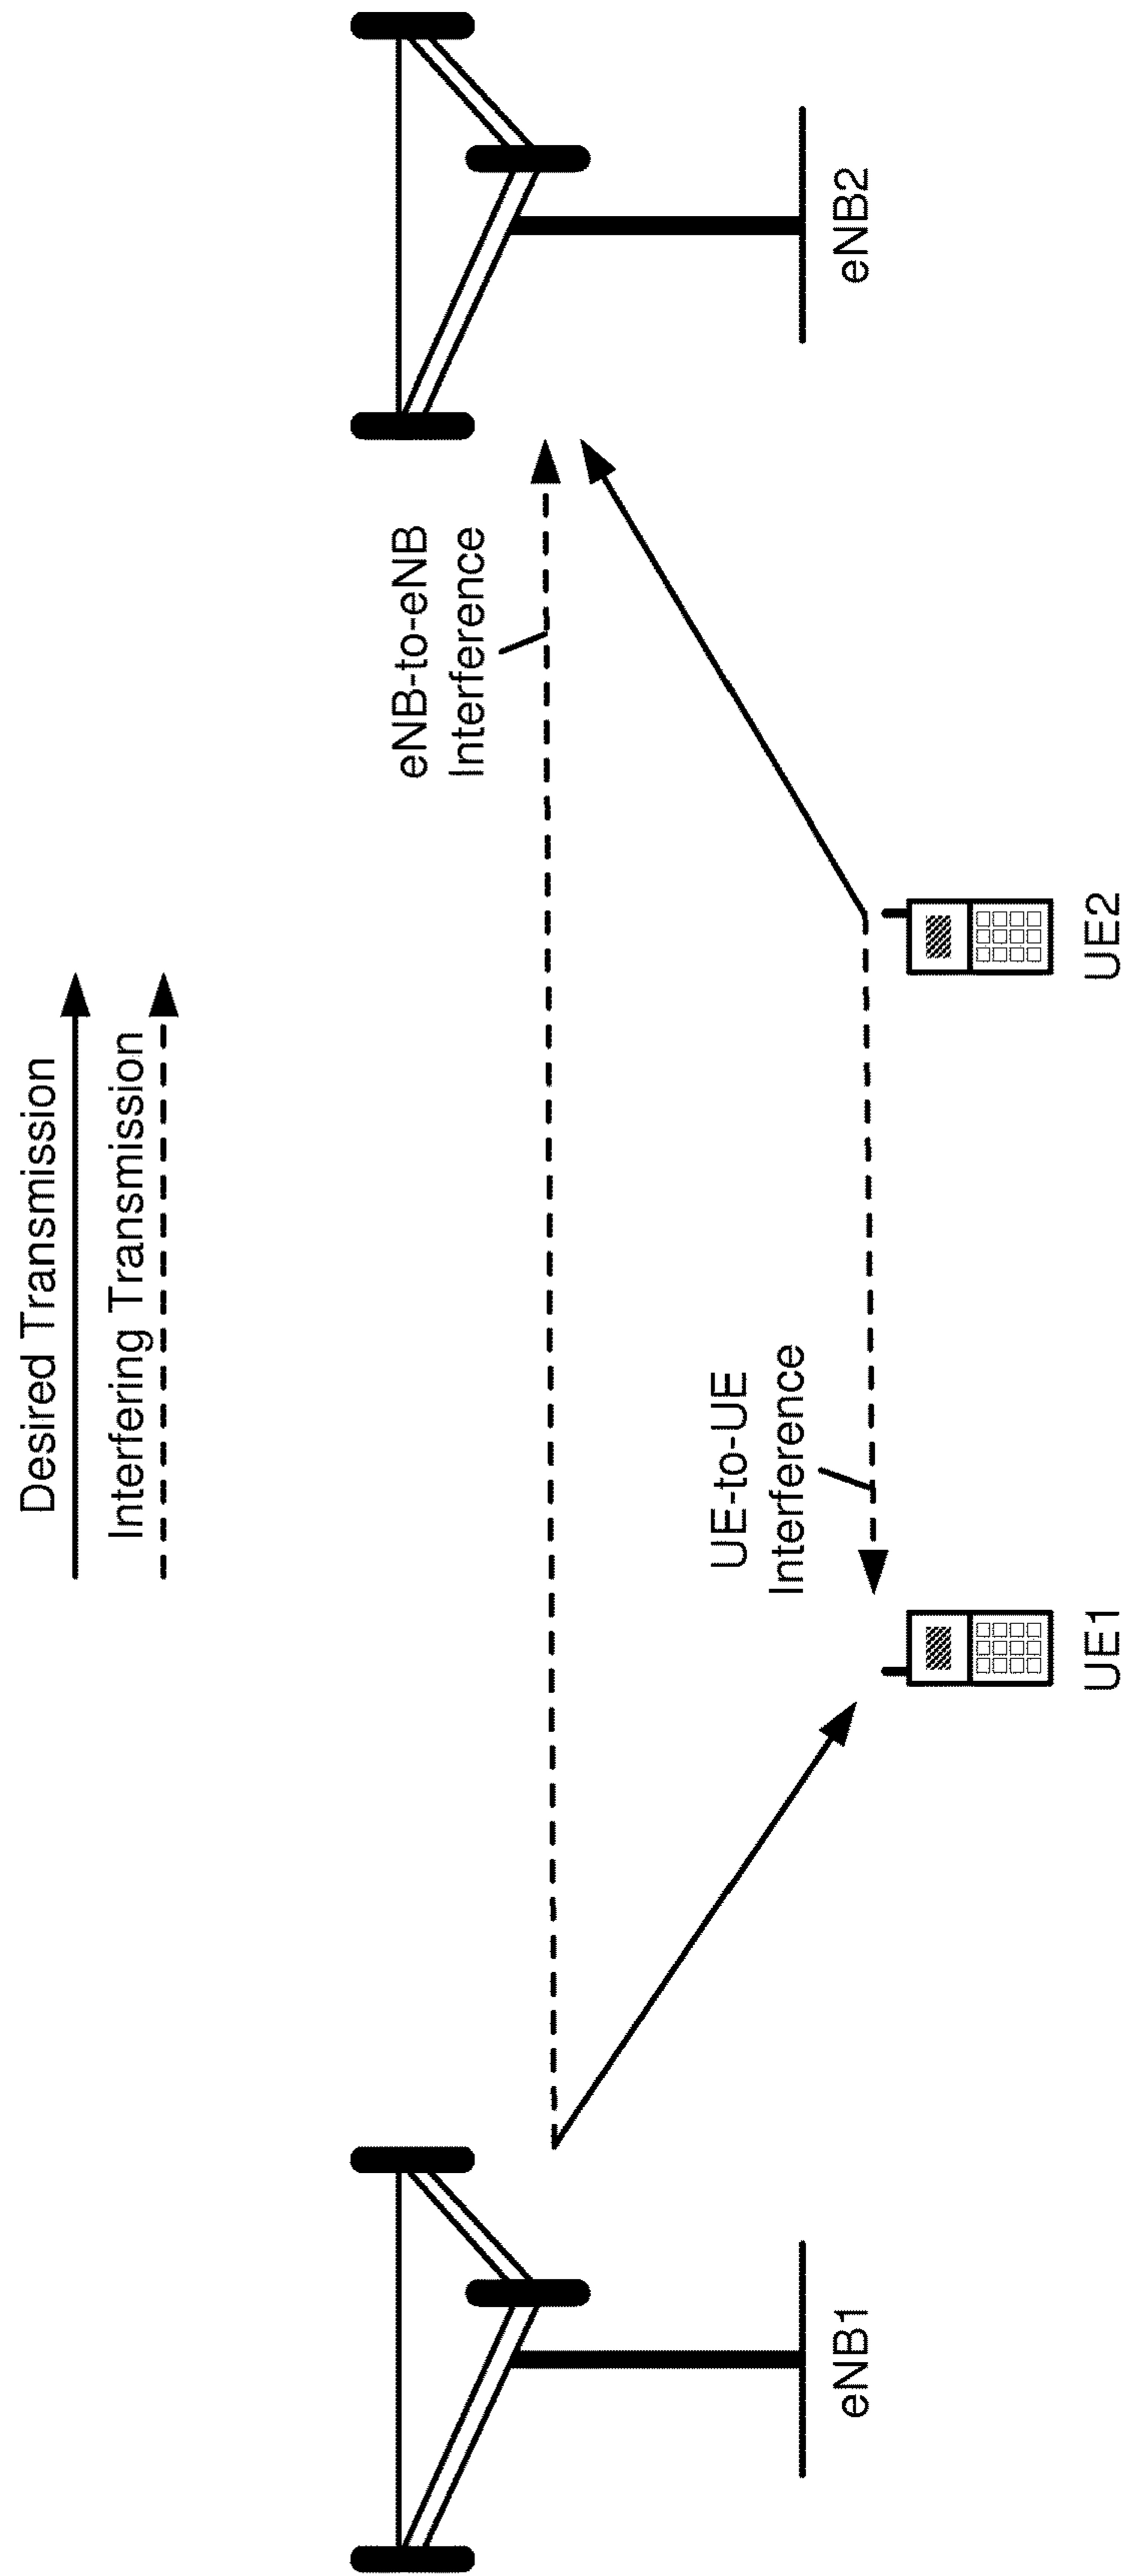 Desired Transmission
Interfering Transmission
eNB-to-eNB
Interference
UE-to-UE
Interference
eNB1
eNB2
UE1
UE2